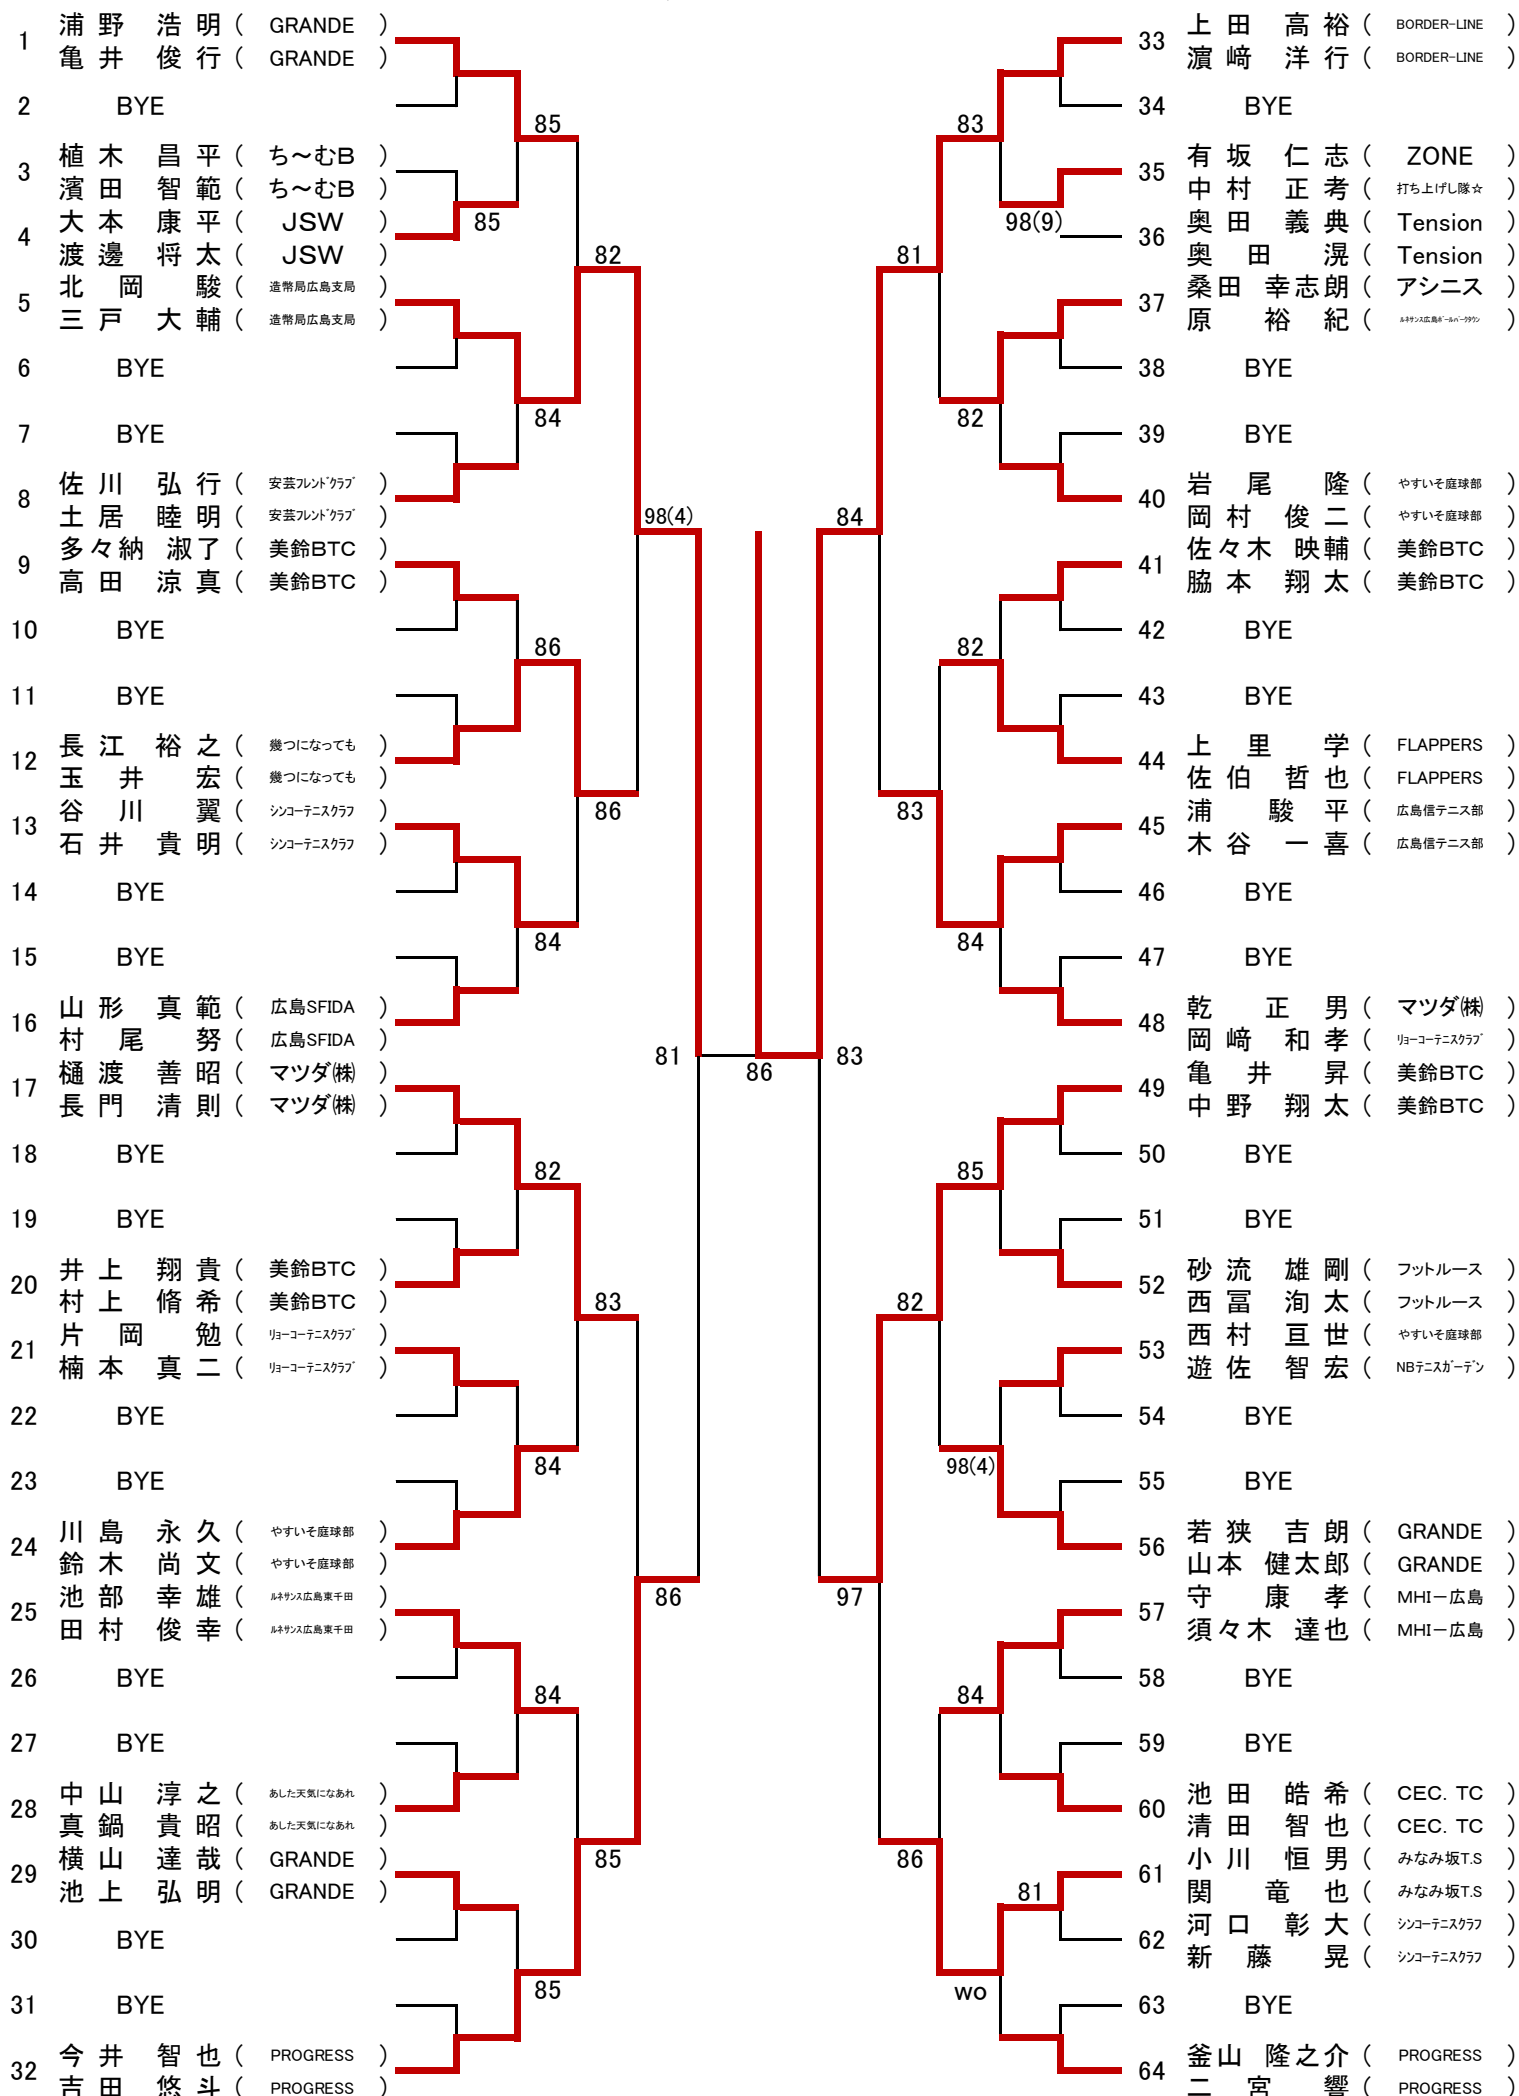 1 浦野 浩明 ( GRANDE )
亀井 俊行 ( GRANDE )
2 BYE
3 植木 昌平 ( ち～むB )
濱田 智範 ( ち～むB )
4 大本 康平 ( JSW )
渡邊 将太 ( JSW )
5 北岡 駿 ( 造幣局広島支局 )
三戸 大輔 ( 造幣局広島支局 )
6 BYE
7 BYE
8 佐川 弘行 ( 安芸フレンドクラブ )
土居 睦明 ( 安芸フレンドクラブ )
9 多々納 淑了 ( 美鈴BTC )
高田 涼真 ( 美鈴BTC )
10 BYE
11 BYE
12 長江 裕之 ( 幾つになっても )
玉井 宏 ( 幾つになっても )
13 谷川 翼 ( シンコーテニスクラブ )
石井 貴明 ( シンコーテニスクラブ )
14 BYE
15 BYE
16 山形 真範 ( 広島SFIDA )
村尾 努 ( 広島SFIDA )
17 樋渡 善昭 ( マツダ㈱ )
長門 清則 ( マツダ㈱ )
18 BYE
19 BYE
20 井上 翔貴 ( 美鈴BTC )
村上 脩希 ( 美鈴BTC )
21 片岡 勉 ( リョーコーテニスクラブ )
楠本 真二 ( リョーコーテニスクラブ )
22 BYE
23 BYE
24 川島 永久 ( やすいそ庭球部 )
鈴木 尚文 ( やすいそ庭球部 )
25 池部 幸雄 ( ルネサンス広島東千田 )
田村 俊幸 ( ルネサンス広島東千田 )
26 BYE
27 BYE
28 中山 淳之 ( あした天気になあれ )
真鍋 貴昭 ( あした天気になあれ )
29 横山 達哉 ( GRANDE )
池上 弘明 ( GRANDE )
30 BYE
31 BYE
32 今井 智也 ( PROGRESS )
吉田 悠斗 ( PROGRESS )
85
85
82
84
98(4)
86
86
84
81
82
83
84
86
84
85
85
86
83
98(9)
81
82
84
82
83
84
83
85
82
98(4)
97
84
86
81
wo
33 上田 高裕 ( BORDER-LINE )
濵﨑 洋行 ( BORDER-LINE )
34 BYE
35 有坂 仁志 ( ZONE )
中村 正考 ( 打ち上げし隊☆ )
36 奥田 義典 ( Tension )
奥田 滉 ( Tension )
37 桑田 幸志朗 ( アシニス )
原 裕紀 ( ルネサンス広島ボールパークタウン )
38 BYE
39 BYE
40 岩尾 隆 ( やすいそ庭球部 )
岡村 俊二 ( やすいそ庭球部 )
41 佐々木 映輔 ( 美鈴BTC )
脇本 翔太 ( 美鈴BTC )
42 BYE
43 BYE
44 上里 学 ( FLAPPERS )
佐伯 哲也 ( FLAPPERS )
45 浦 駿平 ( 広島信テニス部 )
木谷 一喜 ( 広島信テニス部 )
46 BYE
47 BYE
48 乾 正男 ( マツダ㈱ )
岡﨑 和孝 ( リョーコーテニスクラブ )
49 亀井 昇 ( 美鈴BTC )
中野 翔太 ( 美鈴BTC )
50 BYE
51 BYE
52 砂流 雄剛 ( フットルース )
西冨 洵太 ( フットルース )
53 西村 亘世 ( やすいそ庭球部 )
遊佐 智宏 ( NBテニスガーデン )
54 BYE
55 BYE
56 若狭 吉朗 ( GRANDE )
山本 健太郎 ( GRANDE )
57 守 康孝 ( MHI－広島 )
須々木 達也 ( MHI－広島 )
58 BYE
59 BYE
60 池田 皓希 ( CEC. TC )
清田 智也 ( CEC. TC )
61 小川 恒男 ( みなみ坂T.S )
関 竜也 ( みなみ坂T.S )
62 河口 彰大 ( シンコーテニスクラブ )
新藤 晃 ( シンコーテニスクラブ )
63 BYE
64 釜山 隆之介 ( PROGRESS )
二宮 響 ( PROGRESS )